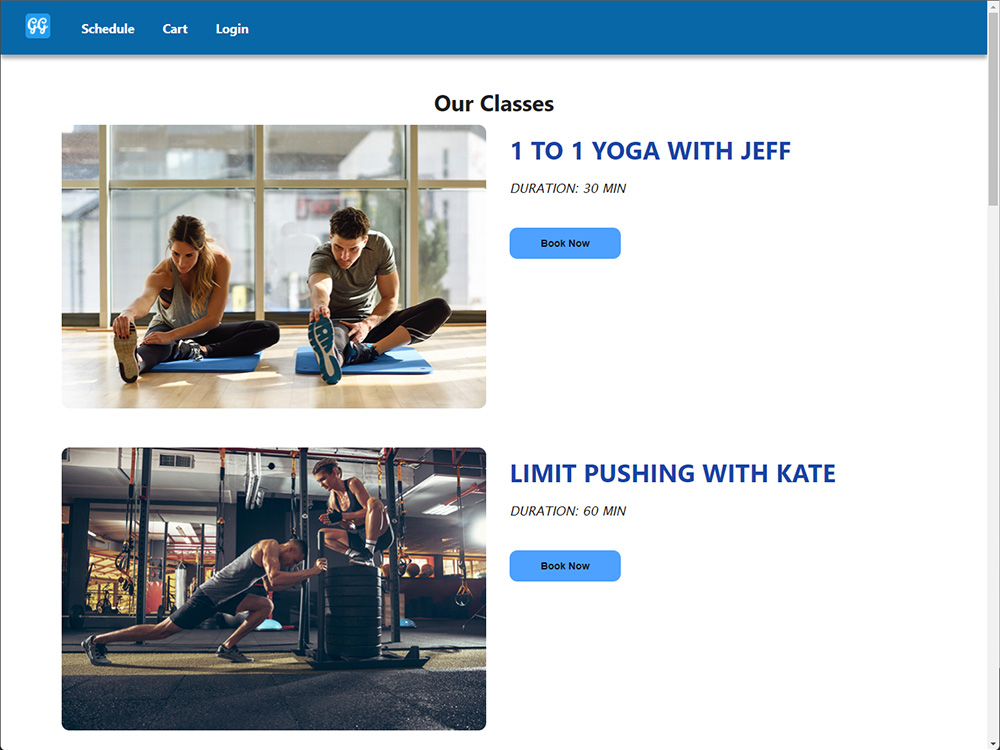 GG
Schedule
Cart
Login
Our Classes
1 TO 1 YOGA WITH JEFF
DURATION: 30 MIN
Book Now
LIMIT PUSHING WITH KATE
DURATION: 60 MIN
Book Now